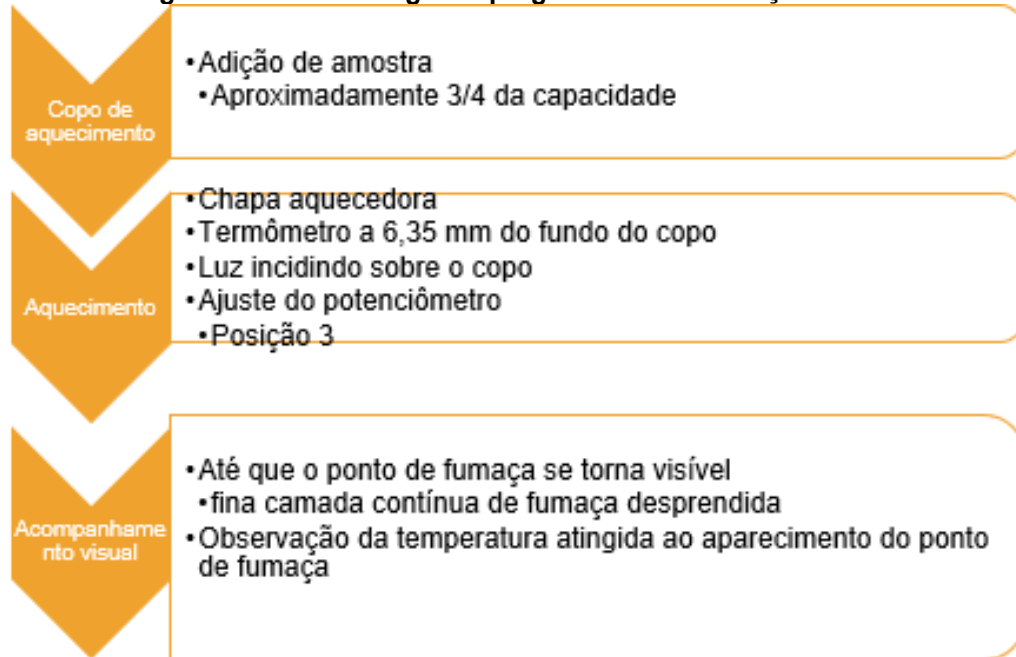 Copo de
aquecimento
•Adição de amostra
•Aproximadamente 3/4 da capacidade
Aquecimento
•Chapa aquecedora
•Termômetro a 6,35 mm do fundo do copo
•Luz incidindo sobre o copo
•Ajuste do potenciômetro
•Posição 3
Acompanhame
nto visual
•Até que o ponto de fumaça se torna visível
•fina camada contínua de fumaça desprendida
•Observação da temperatura atingida ao aparecimento do ponto
de fumaça